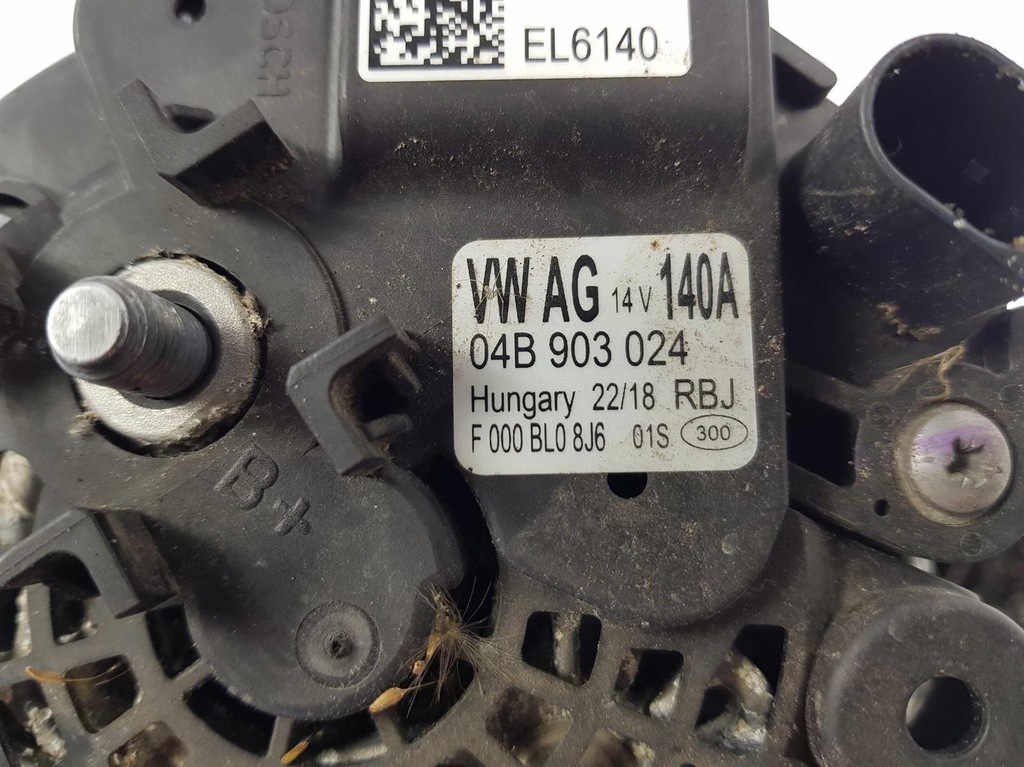 EL6140
VW AG 14 V 140A
04B 903 024
Hungary 22/18 RBJ
F 000 BL0 8J6 01S 300
B+